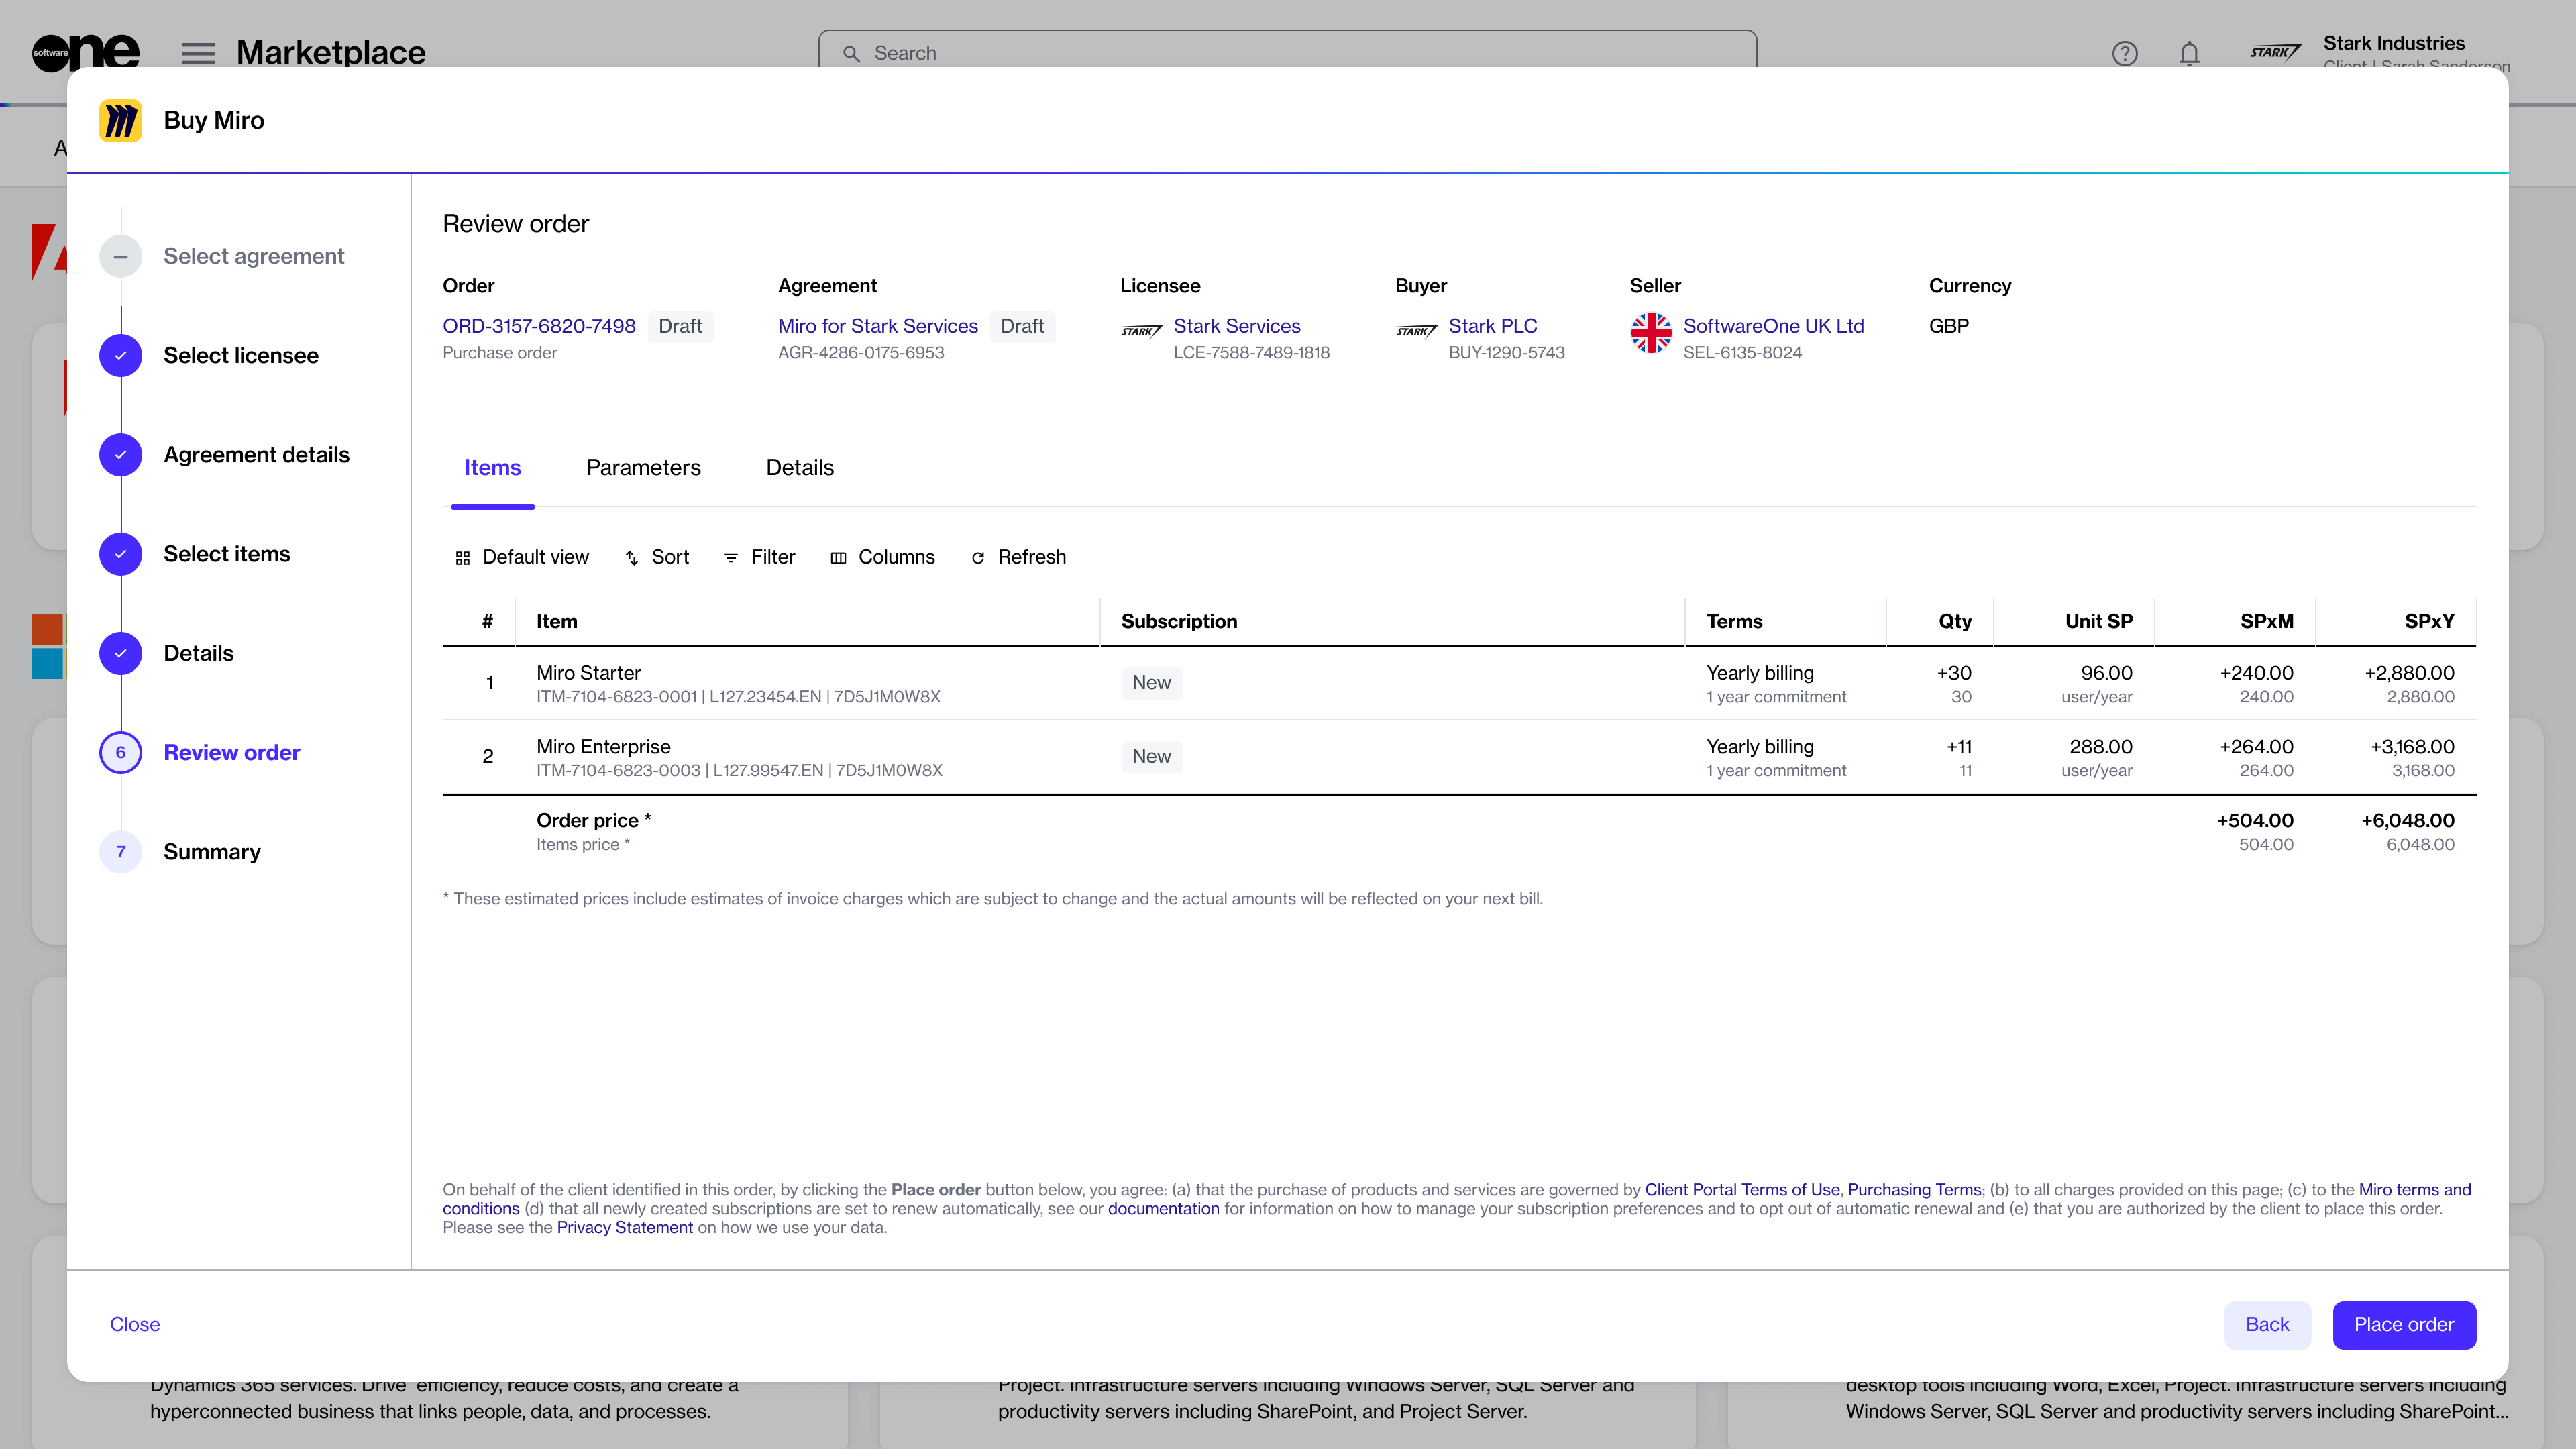 software one
Marketplace
Search
Stark Industries
Client | Sarah Sanderson
STARK
A
Buy Miro
Select agreement
Select licensee
Agreement details
Select items
Details
6 Review order
7 Summary
Review order
Order
ORD-3157-6820-7498 Draft
Purchase order
Agreement
Miro for Stark Services Draft
AGR-4286-0175-6953
Licensee
STARK Stark Services
LCE-7588-7489-1818
Buyer
STARK Stark PLC
BUY-1290-5743
Seller
SoftwareOne UK Ltd
SEL-6135-8024
Currency
GBP
Items Parameters Details
Default view Sort Filter Columns Refresh
# Item Subscription Terms Qty Unit SP SPxM SPxY
1 Miro Starter New Yearly billing +30 96.00 +240.00 +2,880.00
ITM-7104-6823-0001 | L127.23454.EN | 7D5J1M0W8X 1 year commitment 30 user/year 240.00 2,880.00
2 Miro Enterprise New Yearly billing +11 288.00 +264.00 +3,168.00
ITM-7104-6823-0003 | L127.99547.EN | 7D5J1M0W8X 1 year commitment 11 user/year 264.00 3,168.00
Order price * +504.00 +6,048.00
Items price * 504.00 6,048.00
* These estimated prices include estimates of invoice charges which are subject to change and the actual amounts will be reflected on your next bill.
On behalf of the client identified in this order, by clicking the Place order button below, you agree: (a) that the purchase of products and services are governed by Client Portal Terms of Use, Purchasing Terms; (b) to all charges provided on this page; (c) to the Miro terms and
conditions (d) that all newly created subscriptions are set to renew automatically, see our documentation for information on how to manage your subscription preferences and to opt out of automatic renewal and (e) that you are authorized by the client to place this order.
Please see the Privacy Statement on how we use your data.
Close Back Place order
Dynamics 365 services. Drive efficiency, reduce costs, and create a
hyperconnected business that links people, data, and processes.
Project. Infrastructure servers including Windows Server, SQL Server and
productivity servers including SharePoint, and Project Server.
desktop tools including Word, Excel, Project. Infrastructure servers including
Windows Server, SQL Server and productivity servers including SharePoint...